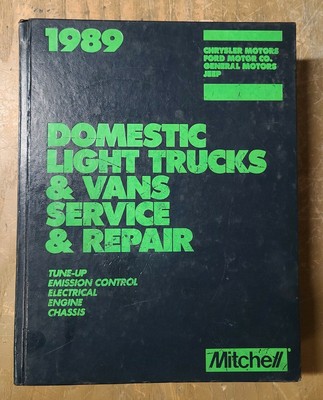 1989
CHRYSLER MOTORS
FORD MOTOR CO.
GENERAL MOTORS
JEEP
DOMESTIC
LIGHT TRUCKS
& VANS
SERVICE
& REPAIR
TUNE-UP
EMISSION CONTROL
ELECTRICAL
ENGINE
CHASSIS
Mitchell®